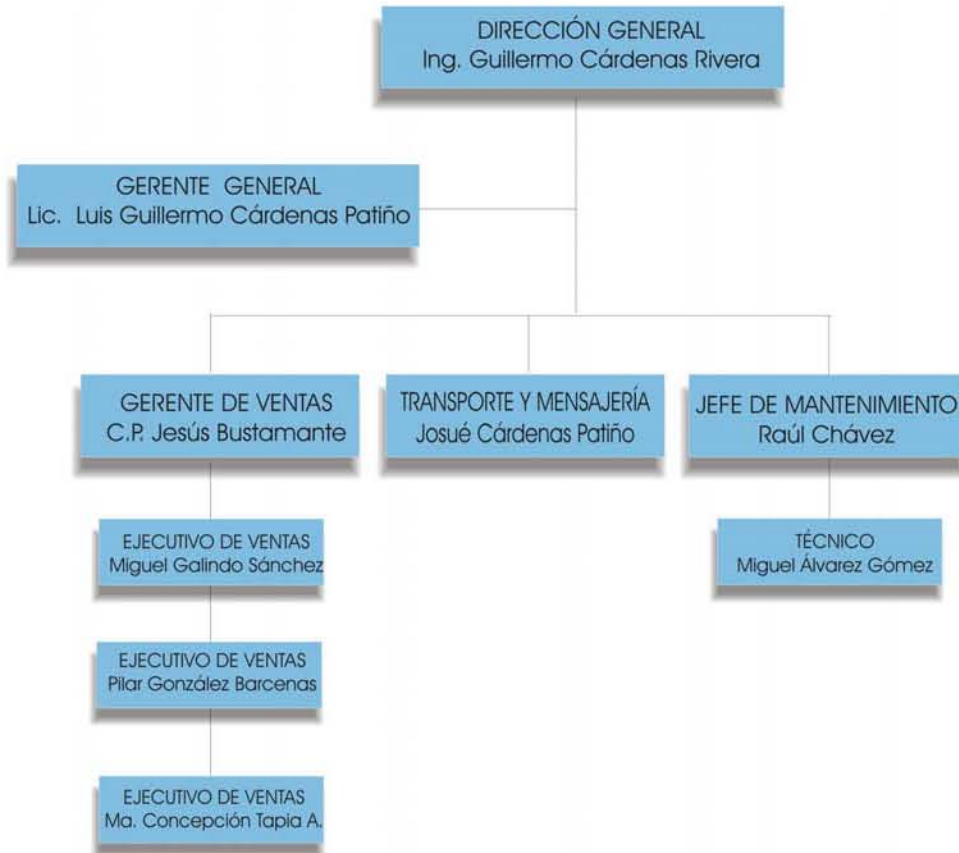 DIRECCIÓN GENERAL
Ing. Guillermo Cárdenas Rivera
GERENTE GENERAL
Lic. Luis Guillermo Cárdenas Patiño
GERENTE DE VENTAS
C.P. Jesús Bustamante
TRANSPORTE Y MENSAJERÍA
Josué Cárdenas Patiño
JEFE DE MANTENIMIENTO
Raúl Chávez
EJECUTIVO DE VENTAS
Miguel Galindo Sánchez
TÉCNICO
Miguel Álvarez Gómez
EJECUTIVO DE VENTAS
Pilar González Barcenas
EJECUTIVO DE VENTAS
Ma. Concepción Tapia A.